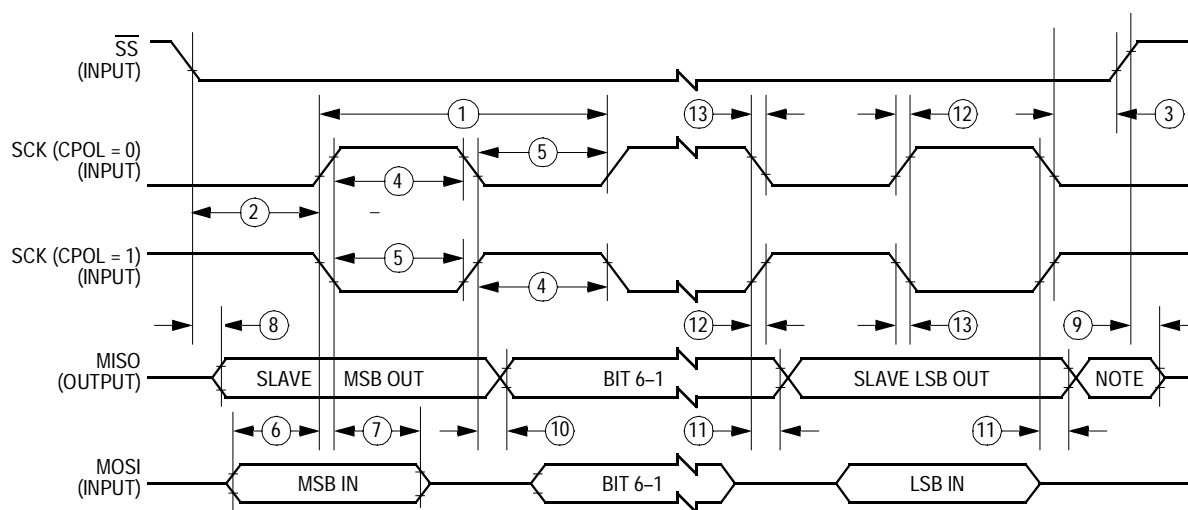 SS
(INPUT)
1
13
12
3
SCK (CPOL = 0)
(INPUT)
5
4
2
–
SCK (CPOL = 1)
(INPUT)
5
4
8
12
13
9
MISO
(OUTPUT)
SLAVE MSB OUT
BIT 6–1
SLAVE LSB OUT
NOTE
6
7
10
11
11
MOSI
(INPUT)
MSB IN
BIT 6–1
LSB IN